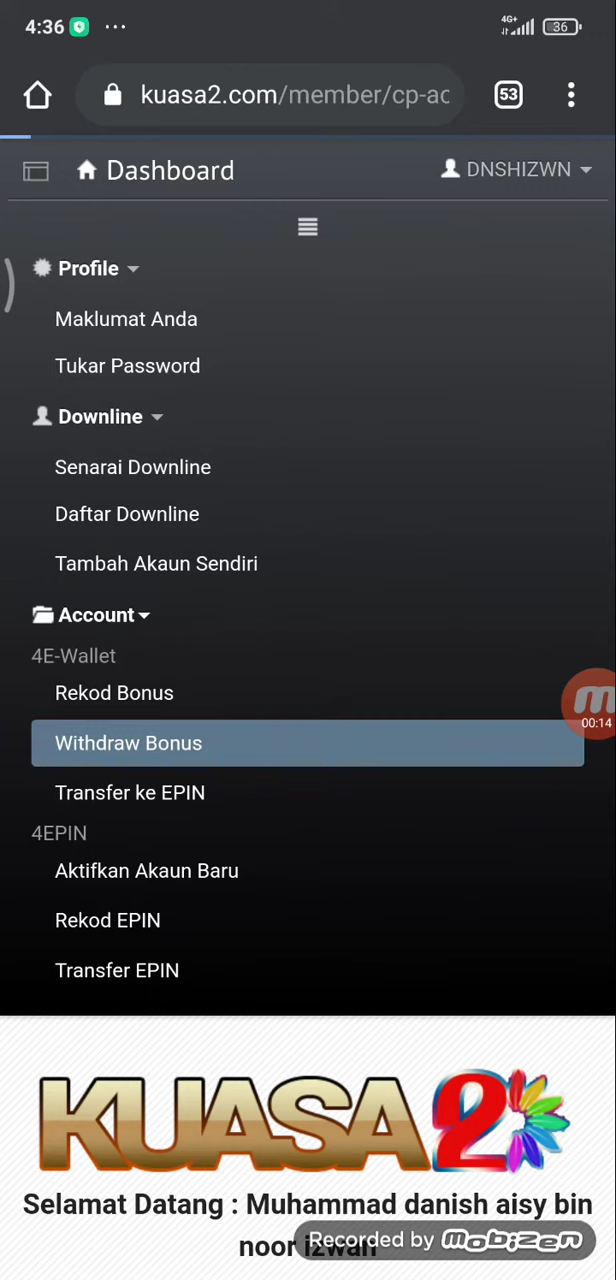 4:36 ... 4G+ 36
kuasa2.com/member/cp-ac 53
Dashboard DNSHIZWN
Profile
Maklumat Anda
Tukar Password
Downline
Senarai Downline
Daftar Downline
Tambah Akaun Sendiri
Account
4E-Wallet
Rekod Bonus
00:14
Withdraw Bonus
Transfer ke EPIN
4EPIN
Aktifkan Akaun Baru
Rekod EPIN
Transfer EPIN
KUASA2
Selamat Datang : Muhammad danish aisy bin
noor izwan
Recorded by mobizen